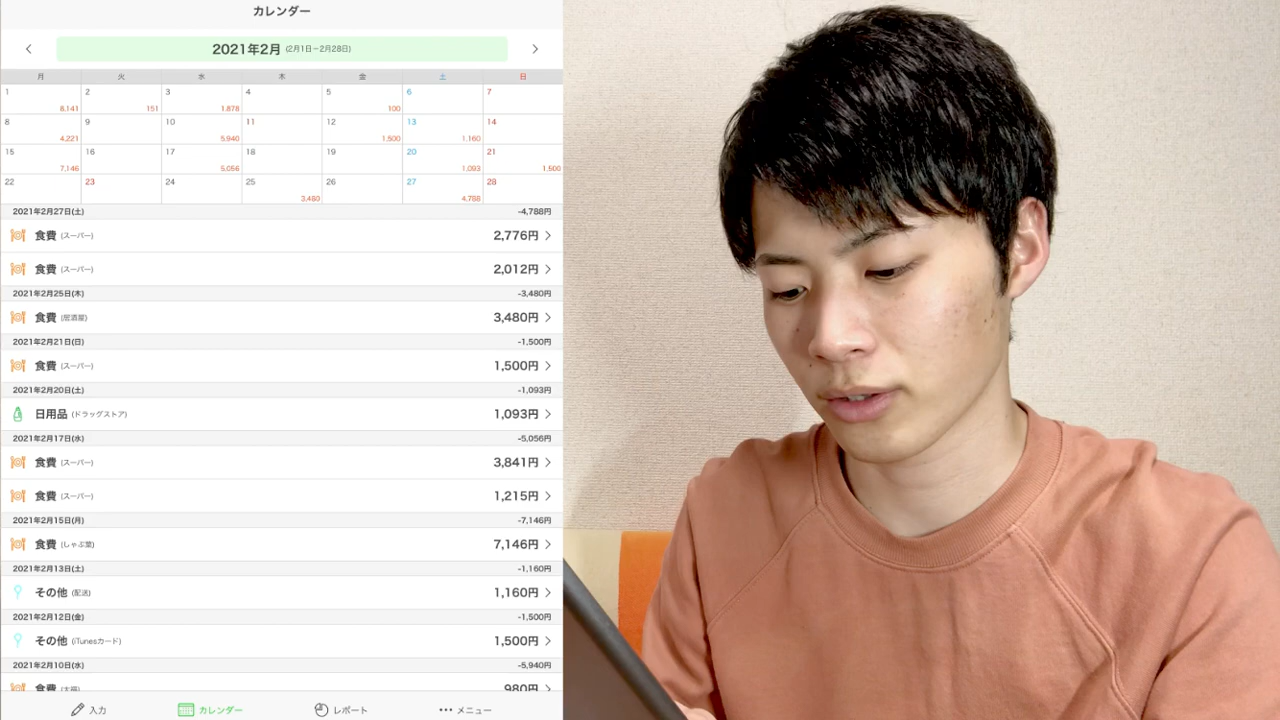 カレンダー
2021年2月 (2月1日〜2月28日)
月 火 水 木 金 土 日
1 2 3 4 5 6 7
6,141 151 1,878 100
8 9 10 11 12 13 14
4,221 5,940 1,500 1,160
15 16 17 18 19 20 21
7,146 5,056 1,093 1,500
22 23 24 25 26 27 28
3,480 4,788
2021年2月27日(土) -4,788円
食費 (スーパー) 2,776円
食費 (スーパー) 2,012円
2021年2月25日(木) -3,480円
食費 (居酒屋) 3,480円
2021年2月21日(日) -1,500円
食費 (スーパー) 1,500円
2021年2月20日(土) -1,093円
日用品 (ドラッグストア) 1,093円
2021年2月17日(水) -5,056円
食費 (スーパー) 3,841円
食費 (スーパー) 1,215円
2021年2月15日(月) -7,146円
食費 (しゃぶ葉) 7,146円
2021年2月13日(土) -1,160円
その他 (配送) 1,160円
2021年2月12日(金) -1,500円
その他 (iTunesカード) 1,500円
2021年2月10日(水) -5,940円
食費 980円
入力 カレンダー レポート メニュー